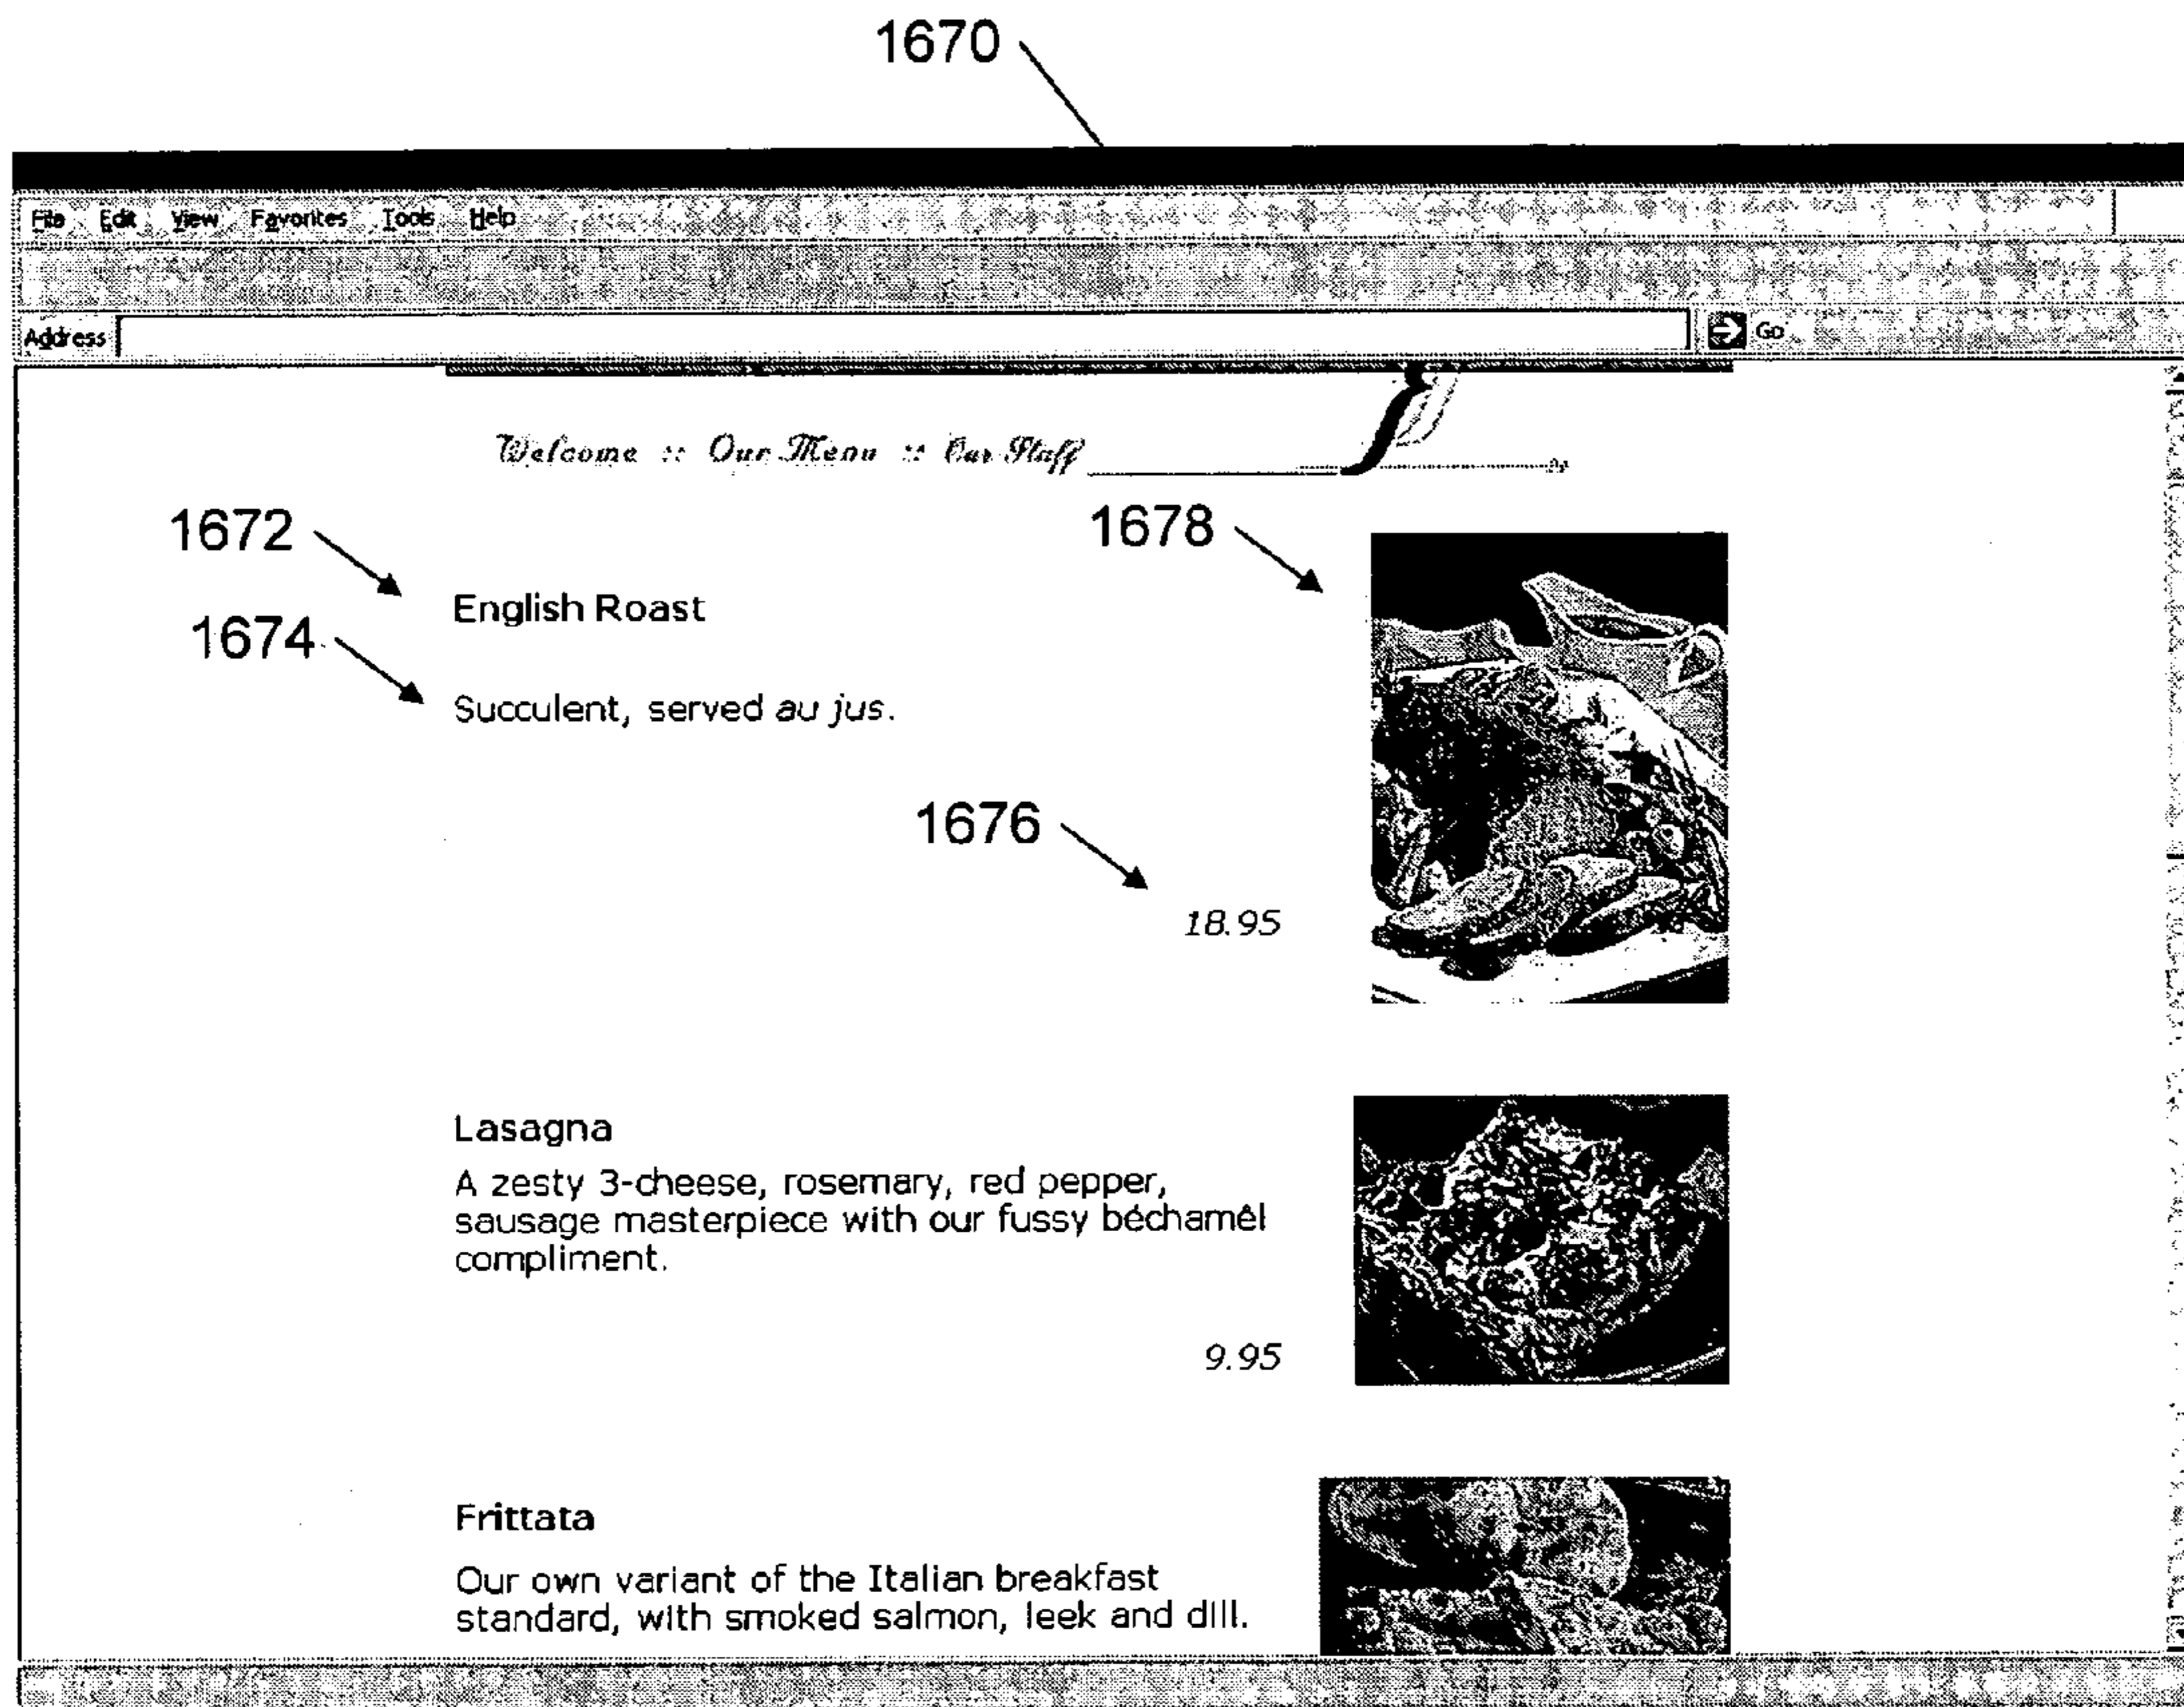 1670
File Edit View Favorites Tools Help
Address Go
Welcome :: Our Menu :: Our Staff
1672
1678
English Roast
1674
Succulent, served au jus.
1676
18.95
Lasagna
A zesty 3-cheese, rosemary, red pepper,
sausage masterpiece with our fussy béchamêl
compliment.
9.95
Frittata
Our own variant of the Italian breakfast
standard, with smoked salmon, leek and dill.